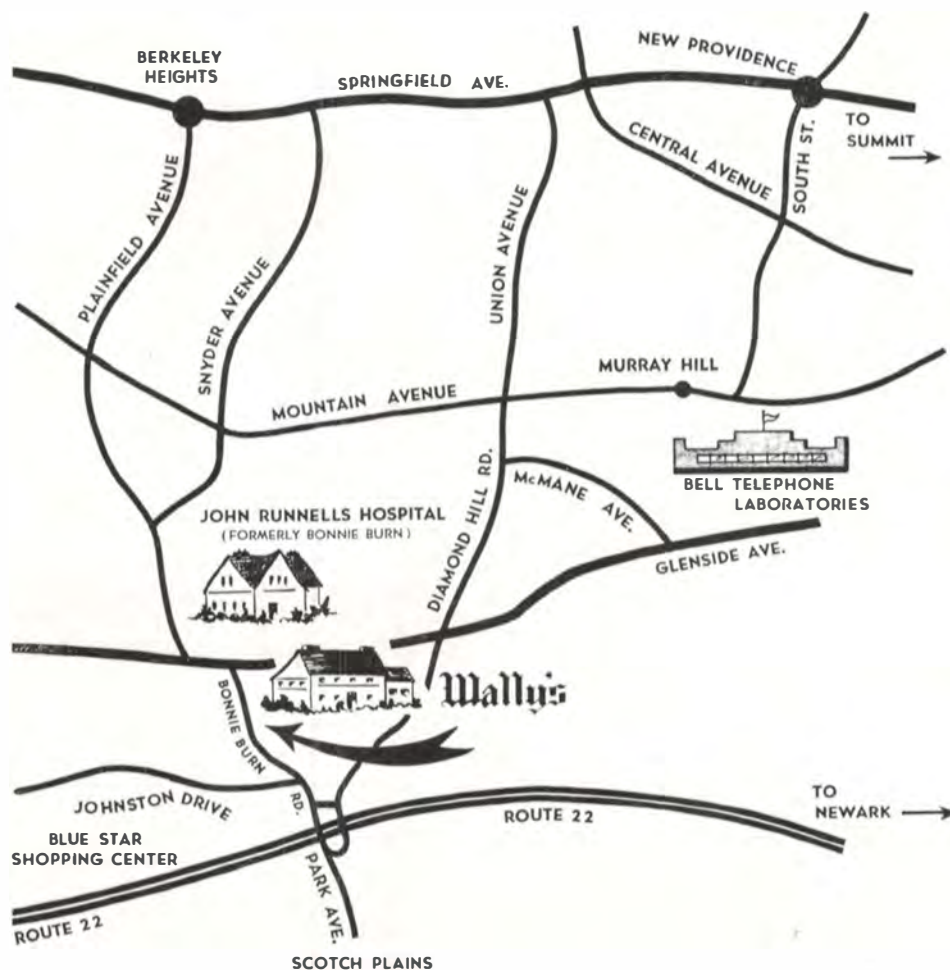 BERKELEY
HEIGHTS
SPRINGFIELD AVE.
NEW PROVIDENCE
TO
SUMMIT
CENTRAL AVENUE
SOUTH ST.
PLAINFIELD AVENUE
SNYDER AVENUE
UNION AVENUE
MURRAY HILL
MOUNTAIN AVENUE
BELL TELEPHONE
LABORATORIES
McMANE AVE.
DIAMOND HILL RD.
JOHN RUNNELLS HOSPITAL
(FORMERLY BONNIE BURN)
GLENSIDE AVE.
Wally's
BONNIE BURN
RD.
JOHNSTON DRIVE
TO
NEWARK
ROUTE 22
BLUE STAR
SHOPPING CENTER
PARK AVE.
ROUTE 22
SCOTCH PLAINS